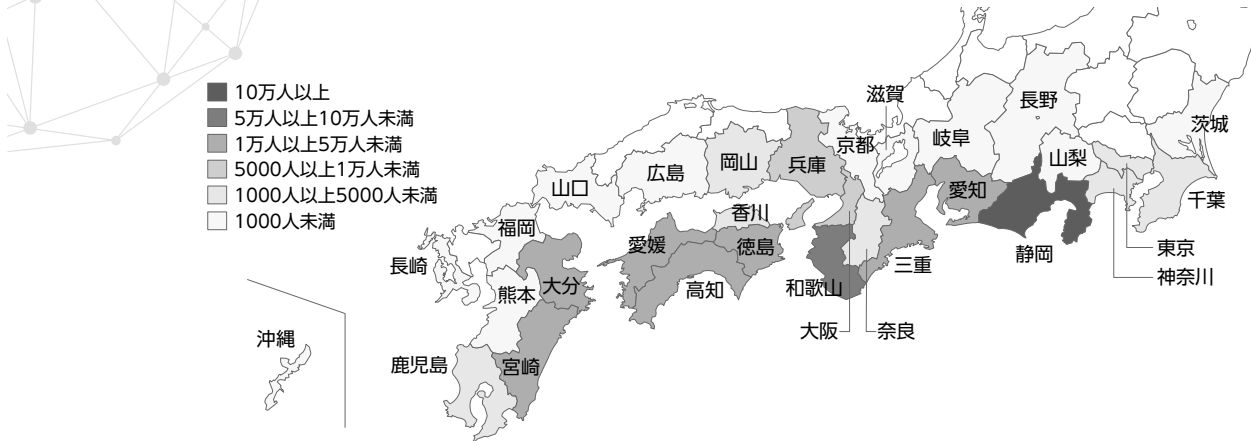 10万人以上
5万人以上10万人未満
1万人以上5万人未満
5000人以上1万人未満
1000人以上5000人未満
1000人未満
滋賀
長野
茨城
京都
岐阜
山梨
岡山
兵庫
広島
山口
愛知
千葉
香川
福岡
愛媛
徳島
静岡
東京
長崎
三重
神奈川
大分
高知
和歌山
熊本
大阪
奈良
沖縄
鹿児島
宮崎